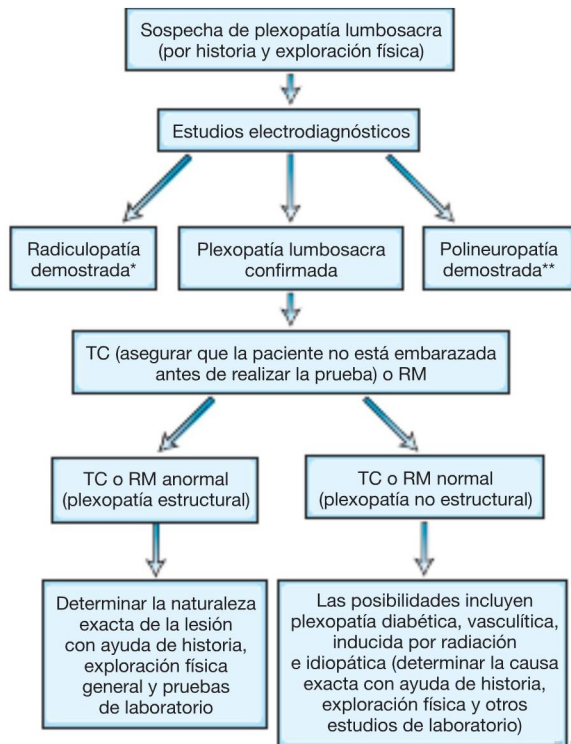 Sospecha de plexopatía lumbosacra
(por historia y exploración física)
Estudios electrodiagnósticos
Radiculopatía
demostrada*
Plexopatía lumbosacra
confirmada
Polineuropatía
demostrada**
TC (asegurar que la paciente no está embarazada
antes de realizar la prueba) o RM
TC o RM anormal
(plexopatía estructural)
TC o RM normal
(plexopatía no estructural)
Determinar la naturaleza
exacta de la lesión
con ayuda de historia,
exploración física
general y pruebas
de laboratorio
Las posibilidades incluyen
plexopatía diabética, vasculítica,
inducida por radiación
e idiopática (determinar la causa
exacta con ayuda de historia,
exploración física y otros
estudios de laboratorio)